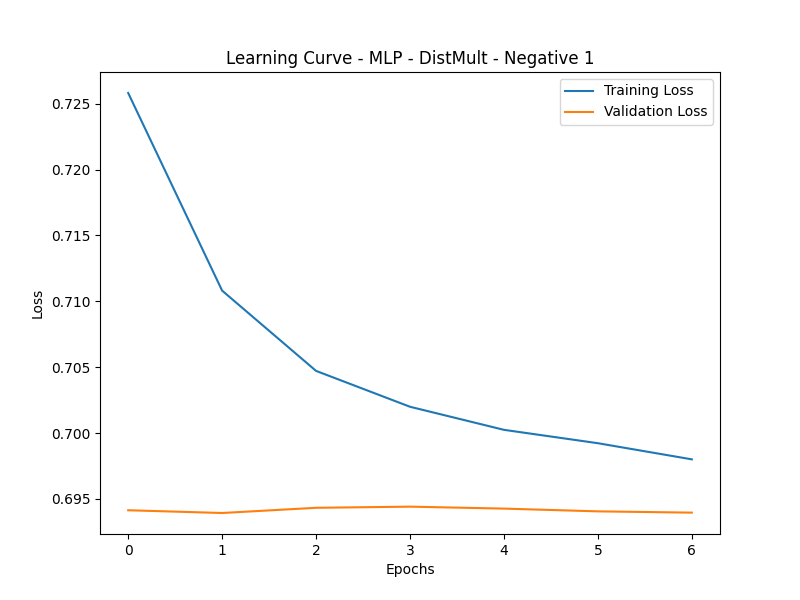 Learning Curve - MLP - DistMult - Negative 1
Training Loss
Validation Loss
0.725
0.720
0.715
0.710
0.705
0.700
0.695
Loss
0 1 2 3 4 5 6
Epochs